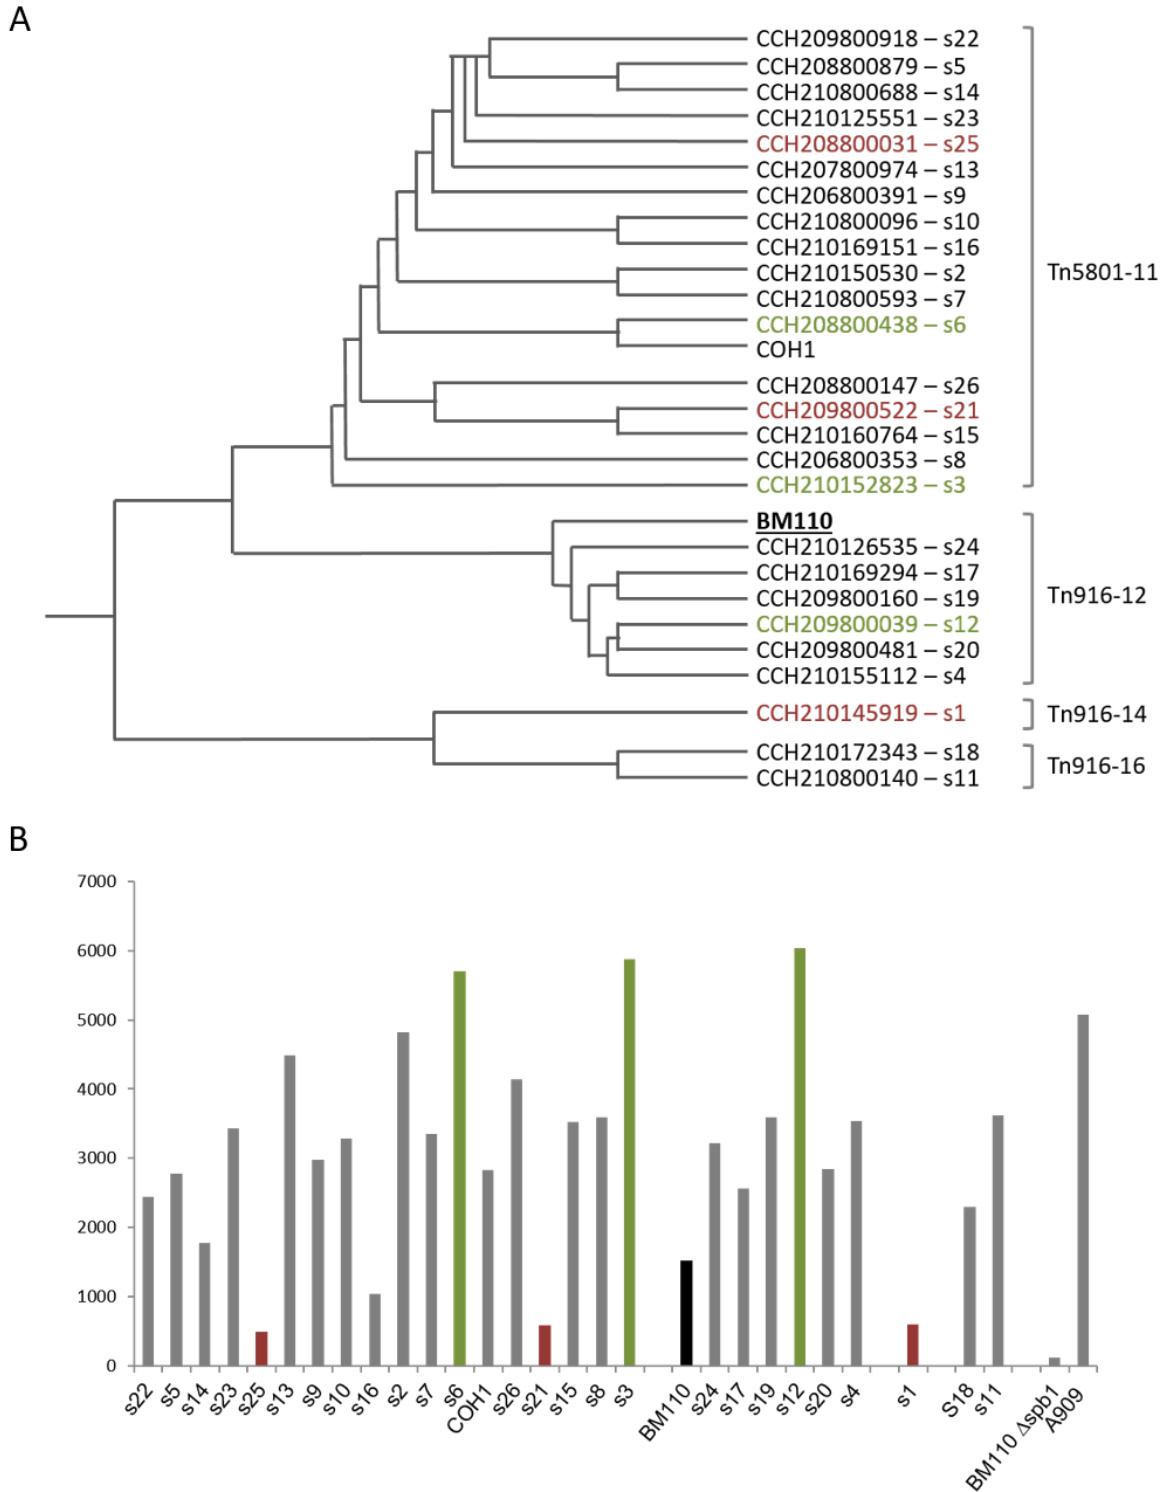 A
CCH209800918 – s22
CCH208800879 – s5
CCH210800688 – s14
CCH210125551 – s23
CCH208800031 – s25
CCH207800974 – s13
CCH206800391 – s9
CCH210800096 – s10
CCH210169151 – s16
CCH210150530 – s2
CCH210800593 – s7
CCH208800438 – s6
COH1
CCH208800147 – s26
CCH209800522 – s21
CCH210160764 – s15
CCH206800353 – s8
CCH210152823 – s3
Tn5801-11
BM110
CCH210126535 – s24
CCH210169294 – s17
CCH209800160 – s19
CCH209800039 – s12
CCH209800481 – s20
CCH210155112 – s4
Tn916-12
CCH210145919 – s1
Tn916-14
CCH210172343 – s18
CCH210800140 – s11
Tn916-16
B
7000
6000
5000
4000
3000
2000
1000
0
s22 s5 s14 s23 s25 s13 s9 s10 s16 s2 s7 s6 COH1 s26 s21 s15 s8 s3 BM110 s24 s17 s19 s12 s20 s4 s1 S18 s11 BM110 Δspb1 A909